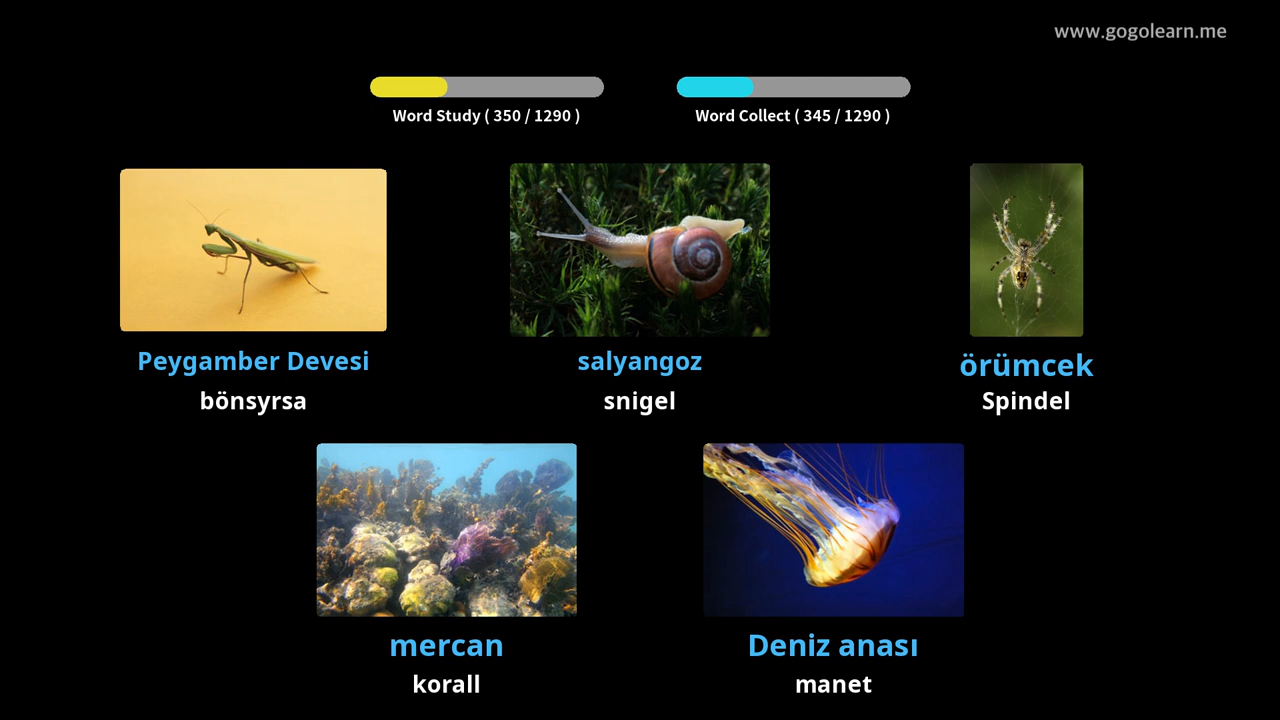 www.gogolearn.me
Word Study ( 350 / 1290 )
Word Collect ( 345 / 1290 )
Peygamber Devesi
bönsyrsa
salyangoz
snigel
örümcek
Spindel
mercan
korall
Deniz anası
manet